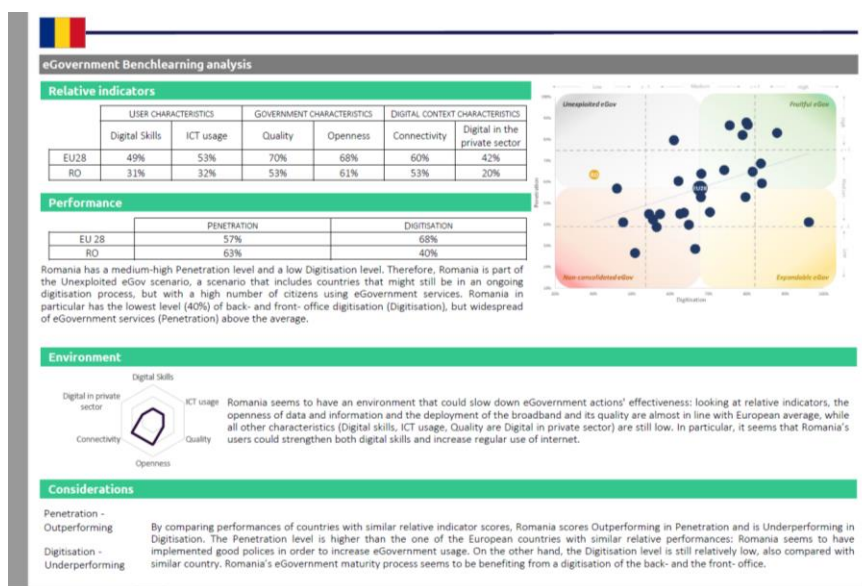 eGovernment Benchlearning analysis
Relative indicators
USER CHARACTERISTICS GOVERNMENT CHARACTERISTICS DIGITAL CONTEXT CHARACTERISTICS
Digital Skills ICT usage Quality Openness Connectivity Digital in the private sector
EU28 49% 53% 70% 68% 60% 42%
RO 31% 32% 53% 61% 53% 20%
Performance
PENETRATION DIGITISATION
EU 28 57% 68%
RO 63% 40%
Romania has a medium-high Penetration level and a low Digitisation level. Therefore, Romania is part of
the Unexploited eGov scenario, a scenario that includes countries that might still be in an ongoing
digitisation process, but with a high number of citizens using eGovernment services. Romania in
particular has the lowest level (40%) of back- and front- office digitisation (Digitisation), but widespread
of eGovernment services (Penetration) above the average.
Low Medium High
Unexploited eGov Fruitful eGov
Penetration
EU28
Non-consolidated eGov Expandable eGov
Digitisation
Environment
Digital Skills
Digital in private sector
ICT usage
Connectivity
Quality
Openness
Romania seems to have an environment that could slow down eGovernment actions' effectiveness: looking at relative indicators, the
openness of data and information and the deployment of the broadband and its quality are almost in line with European average, while
all other characteristics (Digital skills, ICT usage, Quality are Digital in private sector) are still low. In particular, it seems that Romania's
users could strengthen both digital skills and increase regular use of internet.
Considerations
Penetration -
Outperforming
Digitisation -
Underperforming
By comparing performances of countries with similar relative indicator scores, Romania scores Outperforming in Penetration and is Underperforming in
Digitisation. The Penetration level is higher than the one of the European countries with similar relative performances: Romania seems to have
implemented good polices in order to increase eGovernment usage. On the other hand, the Digitisation level is still relatively low, also compared with
similar country. Romania's eGovernment maturity process seems to be benefiting from a digitisation of the back- and the front- office.